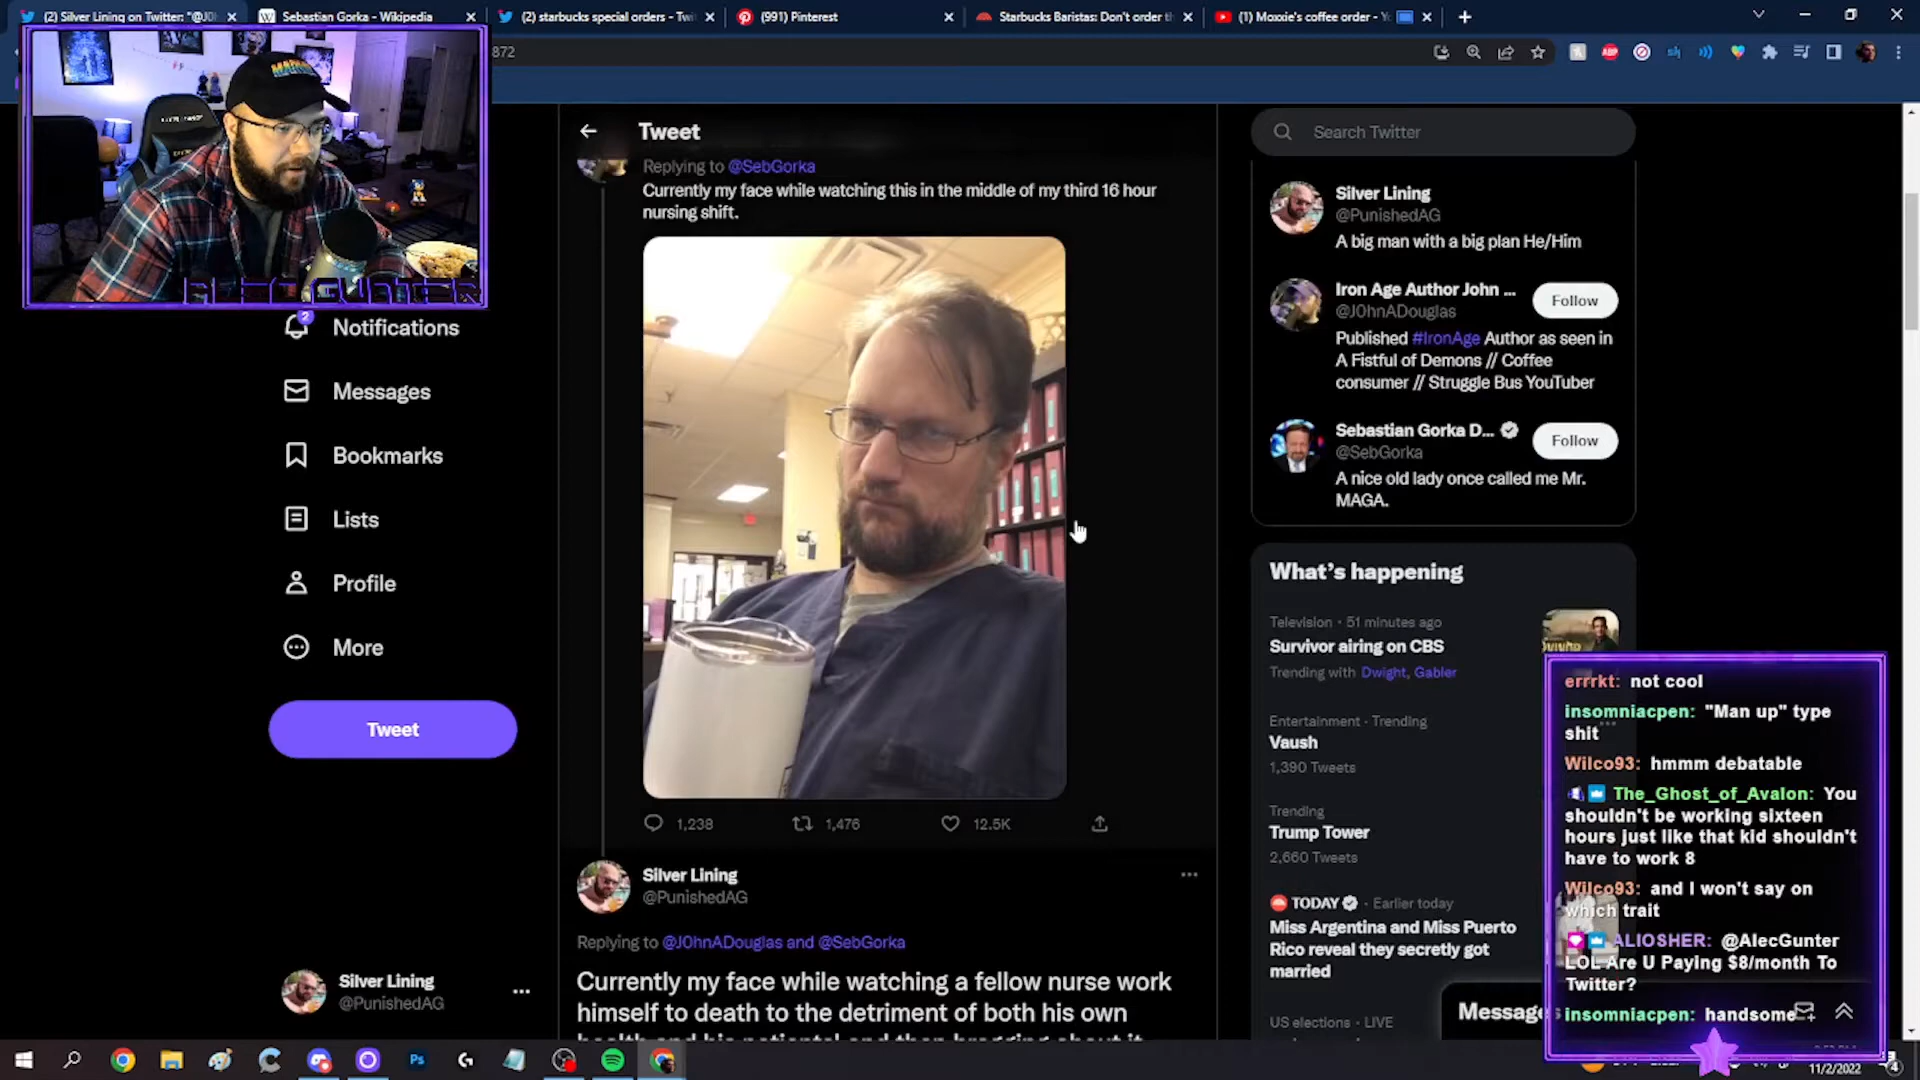 (2) Silver Lining on Twitter: "@J0h
Sebastian Gorka - Wikipedia
(2) starbucks special orders - Twi
(991) Pinterest
Starbucks Baristas: Don't order th
(1) Moxxie's coffee order - Yo
872
ALEC GUNTER
Tweet
Search Twitter
Replying to @SebGorka
Currently my face while watching this in the middle of my third 16 hour
nursing shift.
1,238
1,476
12.5K
Silver Lining
@PunishedAG
Replying to @J0hnADouglas and @SebGorka
Currently my face while watching a fellow nurse work
himself to death to the detriment of both his own
2
Notifications
Messages
Bookmarks
Lists
Profile
More
Tweet
Silver Lining
@PunishedAG
Silver Lining
@PunishedAG
A big man with a big plan He/Him
Iron Age Author John ...
@J0hnADouglas
Follow
Published #IronAge Author as seen in
A Fistful of Demons // Coffee
consumer // Struggle Bus YouTuber
Sebastian Gorka D...
@SebGorka
Follow
A nice old lady once called me Mr.
MAGA.
What's happening
Television · 51 minutes ago
Survivor airing on CBS
Trending with Dwight, Gabler
Entertainment · Trending
Vaush
1,390 Tweets
Trending
Trump Tower
2,660 Tweets
TODAY · Earlier today
Miss Argentina and Miss Puerto
Rico reveal they secretly got
married
US elections · LIVE
Messages
errrkt: not cool
insomniacpen: "Man up" type
shit
Wilco93: hmmm debatable
The_Ghost_of_Avalon: You
shouldn't be working sixteen
hours just like that kid shouldn't
have to work 8
Wilco93: and I won't say on
which trait
ALIOSHER: @AlecGunter
LOL Are U Paying $8/month To
Twitter?
insomniacpen: handsome
11/2/2022
4